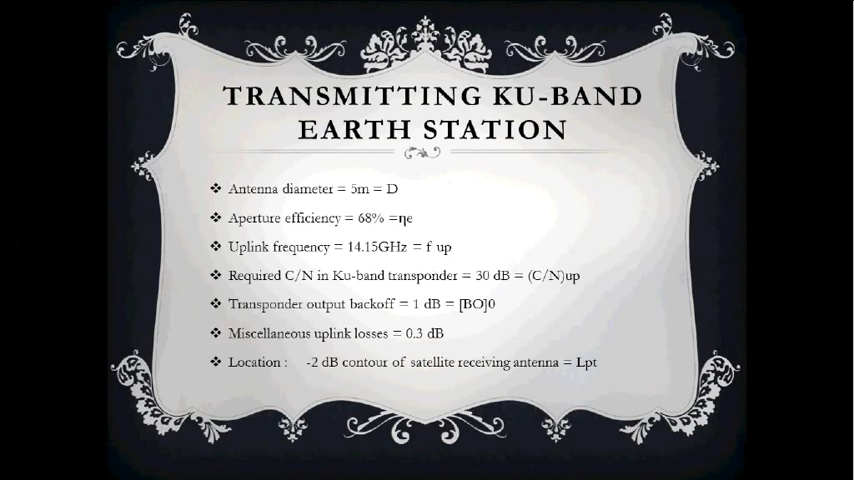 TRANSMITTING KU-BAND
EARTH STATION
❖ Antenna diameter = 5m = D
❖ Aperture efficiency = 68% =ηe
❖ Uplink frequency = 14.15GHz = f up
❖ Required C/N in Ku-band transponder = 30 dB = (C/N)up
❖ Transponder output backoff = 1 dB = [BO]0
❖ Miscellaneous uplink losses = 0.3 dB
❖ Location : -2 dB contour of satellite receiving antenna = Lpt